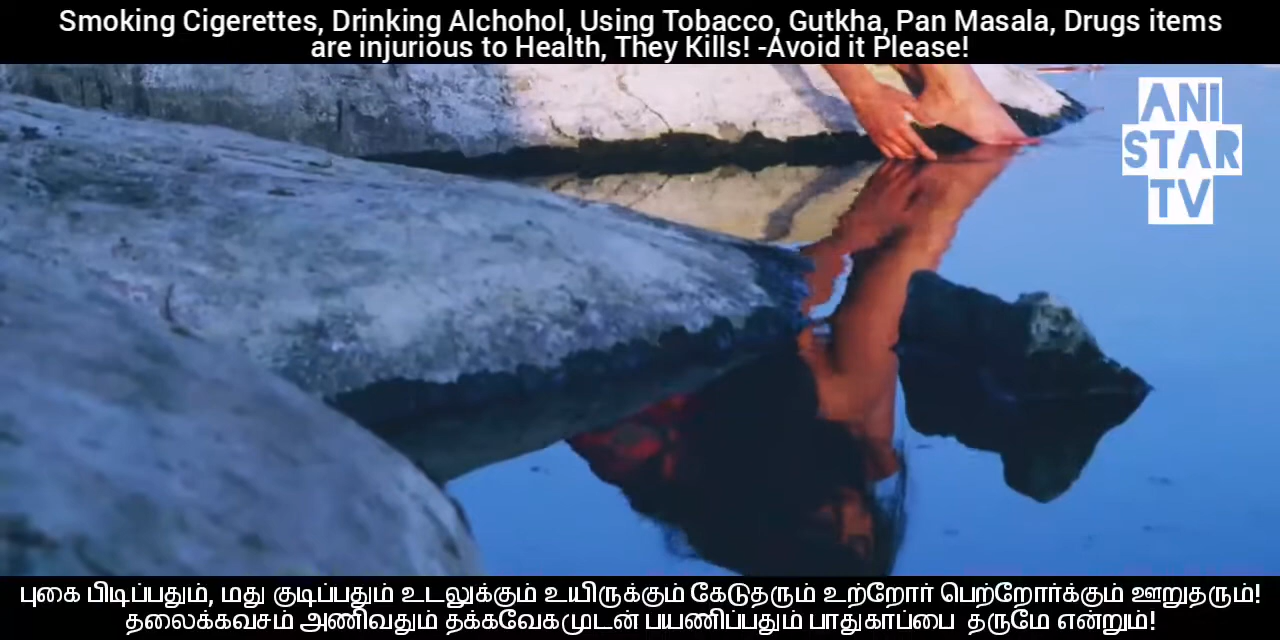 Smoking Cigerettes, Drinking Alchohol, Using Tobacco, Gutkha, Pan Masala, Drugs items
are injurious to Health, They Kills! -Avoid it Please!
ANI
STAR
TV
புகை பிடிப்பதும், மது குடிப்பதும் உடலுக்கும் உயிருக்கும் கேடுதரும் உற்றோர் பெற்றோர்க்கும் ஊறுதரும்!
தலைக்கவசம் அணிவதும் தக்கவேகமுடன் பயணிப்பதும் பாதுகாப்பை தருமே என்றும்!